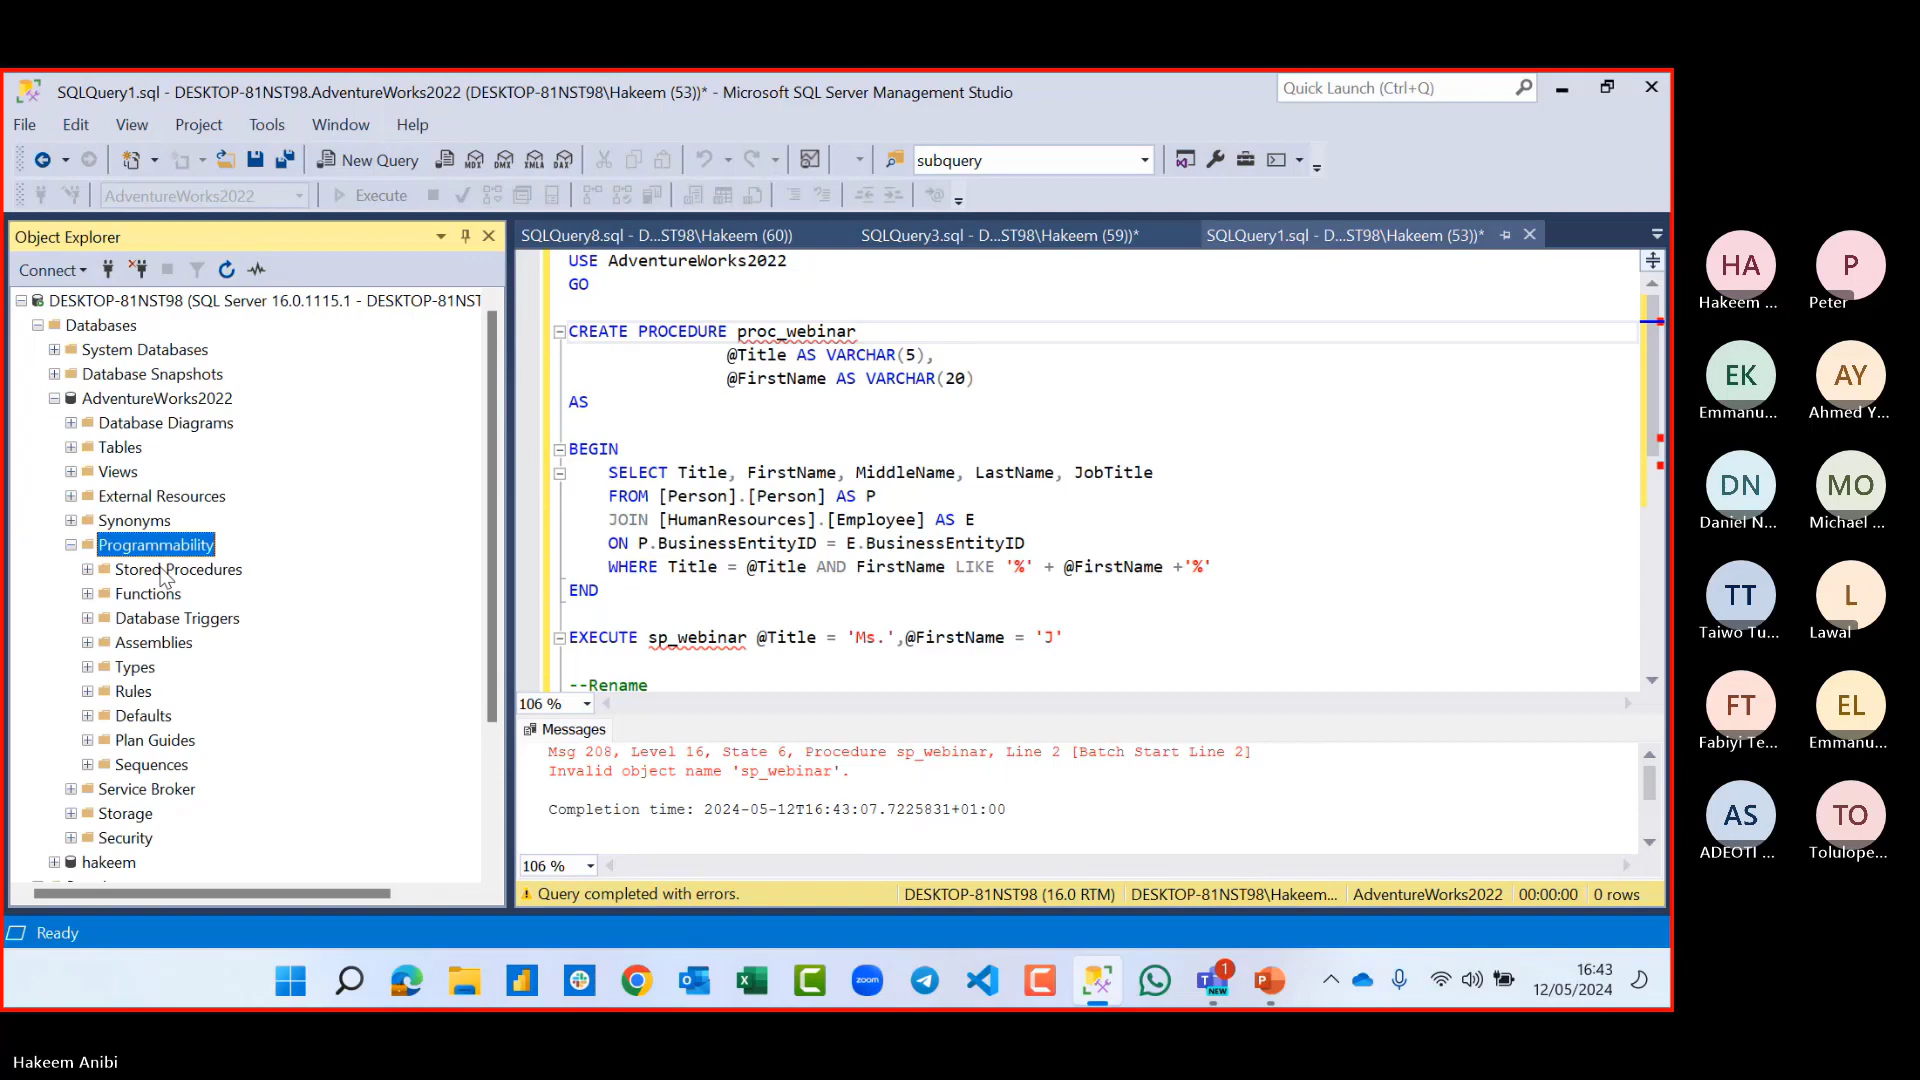 SQLQuery1.sql - DESKTOP-81NST98.AdventureWorks2022 (DESKTOP-81NST98\Hakeem (53))* - Microsoft SQL Server Management Studio
Quick Launch (Ctrl+Q)
File Edit View Project Tools Window Help
New Query MDX DMX XMLA DAX subquery
AdventureWorks2022 Execute
Object Explorer
Connect
DESKTOP-81NST98 (SQL Server 16.0.1115.1 - DESKTOP-81NST
Databases
System Databases
Database Snapshots
AdventureWorks2022
Database Diagrams
Tables
Views
External Resources
Synonyms
Programmability
Stored Procedures
Functions
Database Triggers
Assemblies
Types
Rules
Defaults
Plan Guides
Sequences
Service Broker
Storage
Security
hakeem
SQLQuery8.sql - D...ST98\Hakeem (60)) SQLQuery3.sql - D...ST98\Hakeem (59))* SQLQuery1.sql - D...ST98\Hakeem (53))*
USE AdventureWorks2022
GO
CREATE PROCEDURE proc_webinar
@Title AS VARCHAR(5),
@FirstName AS VARCHAR(20)
AS
BEGIN
SELECT Title, FirstName, MiddleName, LastName, JobTitle
FROM [Person].[Person] AS P
JOIN [HumanResources].[Employee] AS E
ON P.BusinessEntityID = E.BusinessEntityID
WHERE Title = @Title AND FirstName LIKE '%' + @FirstName +'%'
END
EXECUTE sp_webinar @Title = 'Ms.',@FirstName = 'J'
--Rename
106 %
Messages
Msg 208, Level 16, State 6, Procedure sp_webinar, Line 2 [Batch Start Line 2]
Invalid object name 'sp_webinar'.
Completion time: 2024-05-12T16:43:07.7225831+01:00
106 %
Query completed with errors. DESKTOP-81NST98 (16.0 RTM) DESKTOP-81NST98\Hakeem... AdventureWorks2022 00:00:00 0 rows
Ready
zoom
NEW
1
16:43
12/05/2024
HA
Hakeem ...
P
Peter
EK
Emmanu...
AY
Ahmed Y...
DN
Daniel N...
MO
Michael ...
TT
Taiwo Tu...
L
Lawal
FT
Fabiyi Te...
EL
Emmanu...
AS
ADEOTI ...
TO
Tolulope...
Hakeem Anibi